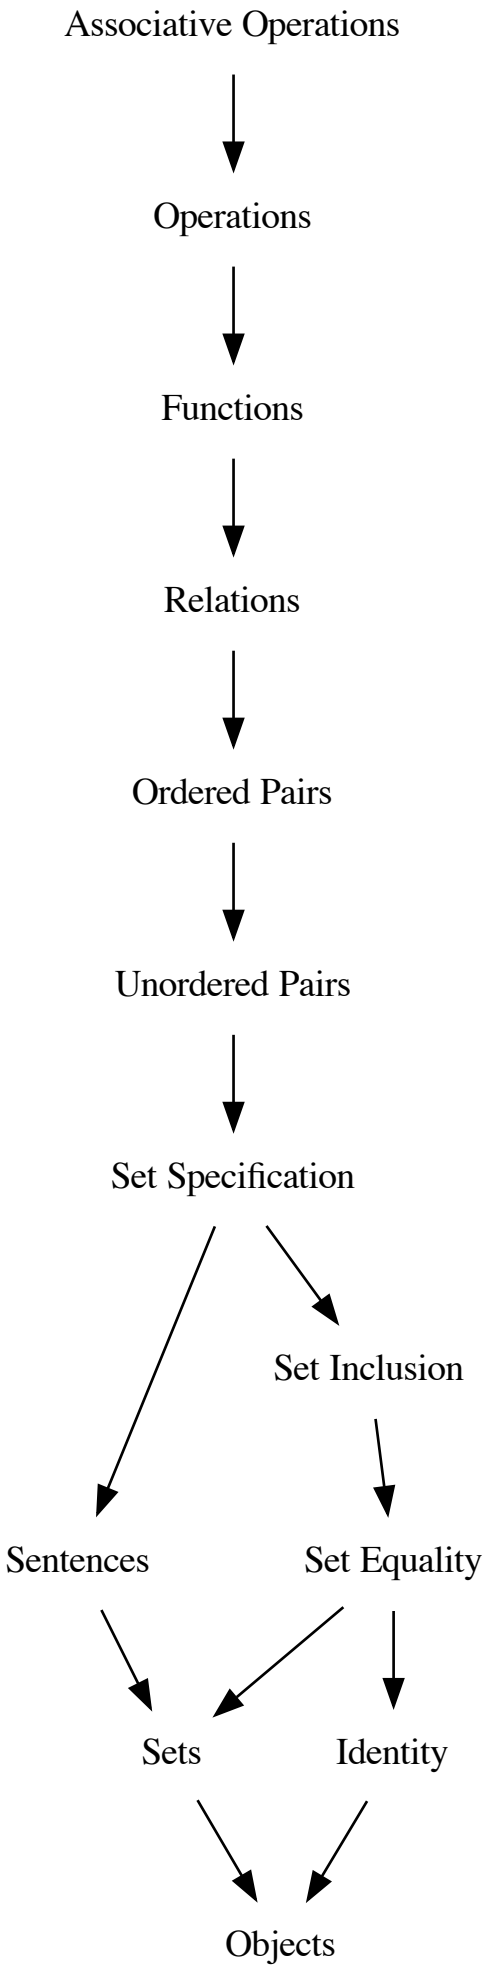 Associative Operations
Operations
Functions
Relations
Ordered Pairs
Unordered Pairs
Set Specification
Set Inclusion
Sentences
Set Equality
Sets
Identity
Objects